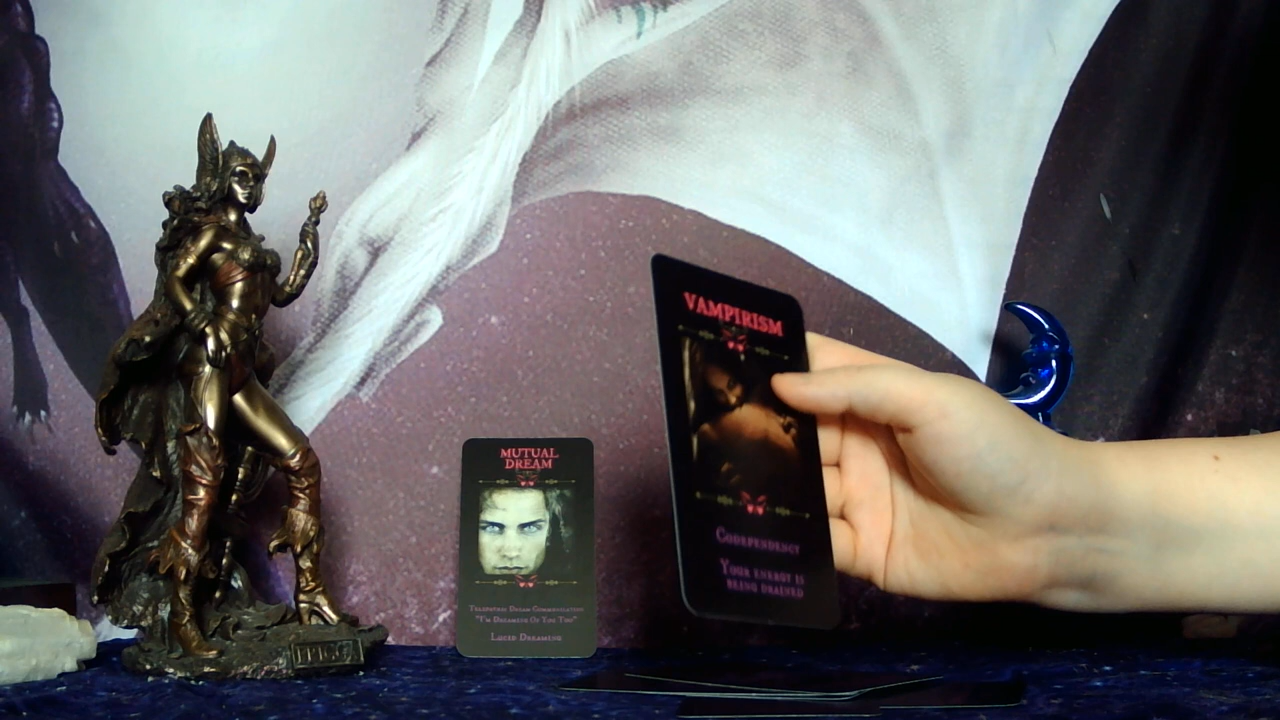 MUTUAL
DREAM
TELEPATHIC DREAM COMMUNICATION
"I'M DREAMING OF YOU TOO"
LUCID DREAMING
VAMPIRISM
CODEPENDENCY
YOUR ENERGY IS
BEING DRAINED